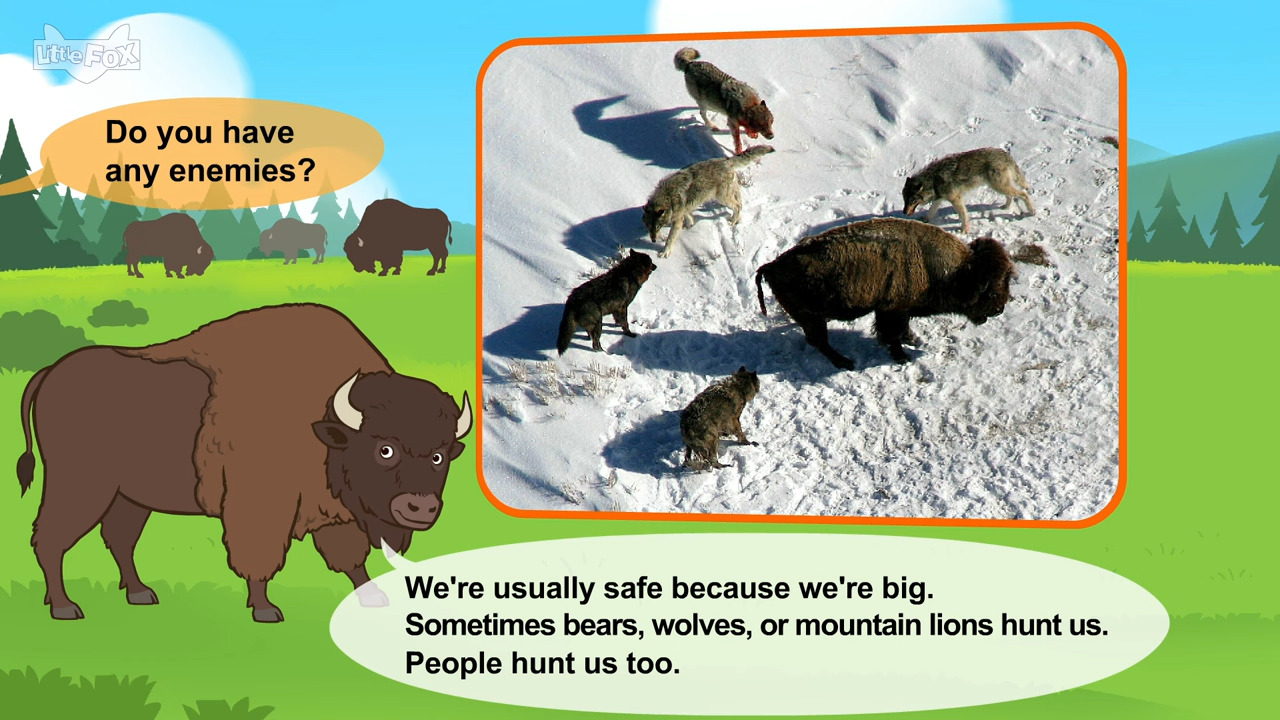 Little Fox
Do you have
any enemies?
We're usually safe because we're big.
Sometimes bears, wolves, or mountain lions hunt us.
People hunt us too.